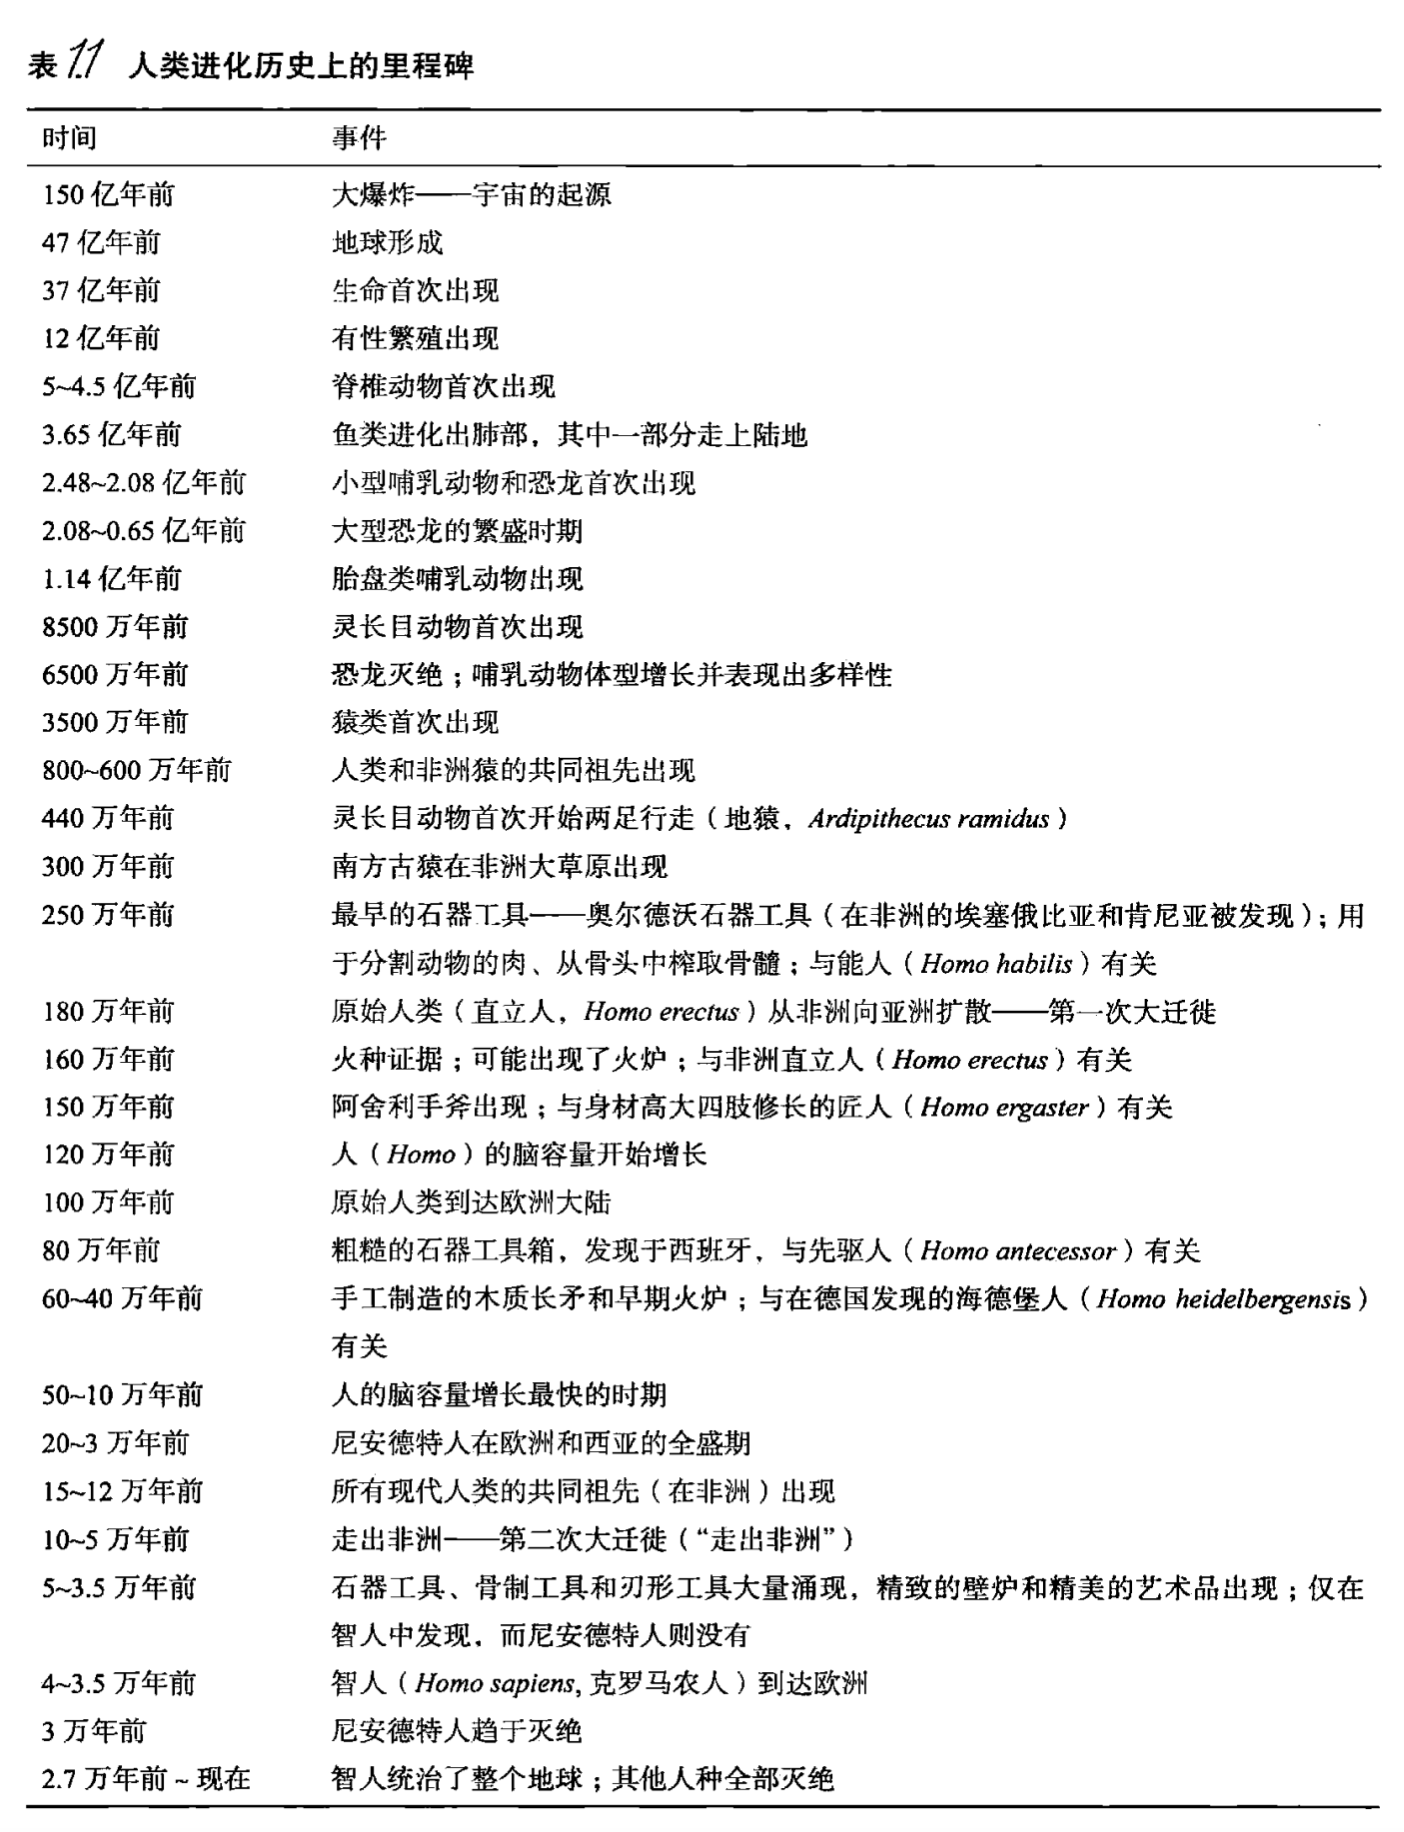 表 1.1 人类进化历史上的里程碑
时间 事件
150 亿年前 大爆炸——宇宙的起源
47 亿年前 地球形成
37 亿年前 生命首次出现
12 亿年前 有性繁殖出现
5~4.5 亿年前 脊椎动物首次出现
3.65 亿年前 鱼类进化出肺部，其中一部分走上陆地
2.48~2.08 亿年前 小型哺乳动物和恐龙首次出现
2.08~0.65 亿年前 大型恐龙的繁盛时期
1.14 亿年前 胎盘类哺乳动物出现
8500 万年前 灵长目动物首次出现
6500 万年前 恐龙灭绝；哺乳动物体型增长并表现出多样性
3500 万年前 猿类首次出现
800~600 万年前 人类和非洲猿的共同祖先出现
440 万年前 灵长目动物首次开始两足行走（地猿，Ardipithecus ramidus）
300 万年前 南方古猿在非洲大草原出现
250 万年前 最早的石器工具——奥尔德沃石器工具（在非洲的埃塞俄比亚和肯尼亚被发现）；用
于分割动物的肉、从骨头中榨取骨髓；与能人（Homo habilis）有关
180 万年前 原始人类（直立人，Homo erectus）从非洲向亚洲扩散——第一次大迁徙
160 万年前 火种证据；可能出现了火炉；与非洲直立人（Homo erectus）有关
150 万年前 阿舍利手斧出现；与身材高大四肢修长的匠人（Homo ergaster）有关
120 万年前 人（Homo）的脑容量开始增长
100 万年前 原始人类到达欧洲大陆
80 万年前 粗糙的石器工具箱，发现于西班牙，与先驱人（Homo antecessor）有关
60~40 万年前 手工制造的木质长矛和早期火炉；与在德国发现的海德堡人（Homo heidelbergensis）
有关
50~10 万年前 人的脑容量增长最快的时期
20~3 万年前 尼安德特人在欧洲和西亚的全盛期
15~12 万年前 所有现代人类的共同祖先（在非洲）出现
10~5 万年前 走出非洲——第二次大迁徙（“走出非洲”）
5~3.5 万年前 石器工具、骨制工具和刃形工具大量涌现，精致的壁炉和精美的艺术品出现；仅在
智人中发现，而尼安德特人则没有
4~3.5 万年前 智人（Homo sapiens, 克罗马农人）到达欧洲
3 万年前 尼安德特人趋于灭绝
2.7 万年前 ~ 现在 智人统治了整个地球；其他人种全部灭绝